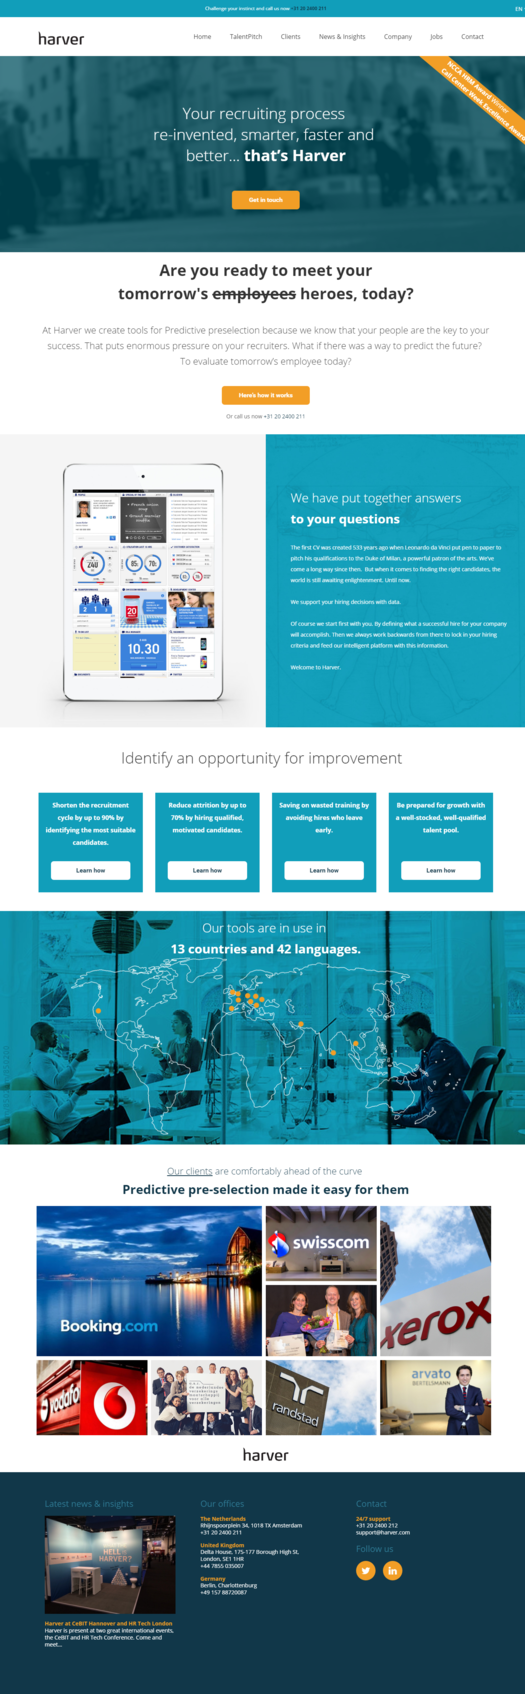 Challenge your instinct and call us now +31 20 2400 211
EN
harver
Home TalentPitch Clients News & Insights Company Jobs Contact
NCCA HRM Award Winner
Call Center Week Excellence Award
Your recruiting process
re-invented, smarter, faster and
better... that's Harver
Get in touch
Are you ready to meet your
tomorrow's employees heroes, today?
At Harver we create tools for Predictive preselection because we know that your people are the key to your
success. That puts enormous pressure on your recruiters. What if there was a way to predict the future?
To evaluate tomorrow's employee today?
Here's how it works
Or call us now +31 20 2400 211
240
85
70
20
10.30
We have put together answers
to your questions
The first CV was created 533 years ago when Leonardo da Vinci put pen to paper to
pitch his qualifications to the Duke of Milan, a powerful patron of the arts. We've
come a long way since then. But when it comes to finding the right candidates, the
world is still awaiting enlightenment. Until now.
We support your hiring decisions with data.
Of course we start first with you. By defining what a successful hire for your company
will accomplish. Then we always work backwards from there to lock in your hiring
criteria and feed our intelligent platform with this information.
Welcome to Harver.
Identify an opportunity for improvement
Shorten the recruitment
cycle by up to 90% by
identifying the most suitable
candidates.
Learn how
Reduce attrition by up to
70% by hiring qualified,
motivated candidates.
Learn how
Saving on wasted training by
avoiding hires who leave
early.
Learn how
Be prepared for growth with
a well-stocked, well-qualified
talent pool.
Learn how
Our tools are in use in
13 countries and 42 languages.
Our clients are comfortably ahead of the curve
Predictive pre-selection made it easy for them
Booking.com
swisscom
xerox
vodafo
randstad
arvato
BERTELSMANN
harver
Latest news & insights
HELLO
HARVER?
Harver at CeBIT Hannover and HR Tech London
Harver is present at two great international events,
the CeBIT and HR Tech Conference. Come and
meet...
Our offices
The Netherlands
Rhijnspoorplein 34, 1018 TX Amsterdam
+31 20 2400 211
United Kingdom
Delta House, 175-177 Borough High St,
London, SE1 1HR
+44 7855 035007
Germany
Berlin, Charlottenburg
+49 157 88720087
Contact
24/7 support
+31 20 2400 212
support@harver.com
Follow us